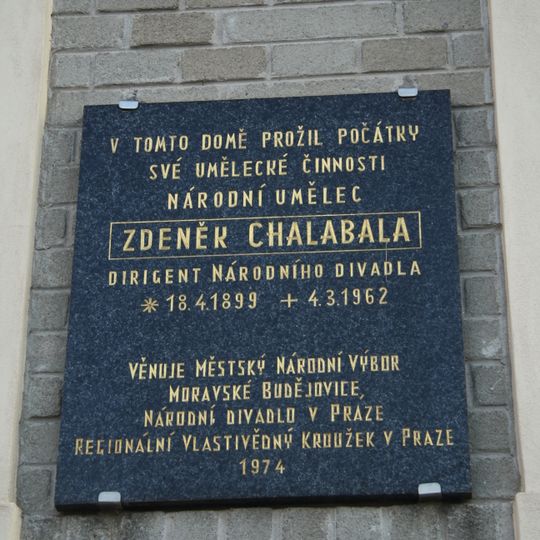 V TOMTO DOMĚ PROŽIL POČÁTKY
SVÉ UMĚLECKÉ ČINNOSTI
NÁRODNÍ UMĚLEC
ZDENĚK CHALABALA
DIRIGENT NÁRODNÍHO DIVADLA
* 18.4.1899 + 4.3.1962
VĚNUJE MĚSTSKÝ NÁRODNÍ VÝBOR
MORAVSKÉ BUDĚJOVICE,
NÁRODNÍ DIVADLO V PRAZE
REGIONÁLNÍ VLASTIVĚDNÝ KROUŽEK V PRAZE
1974